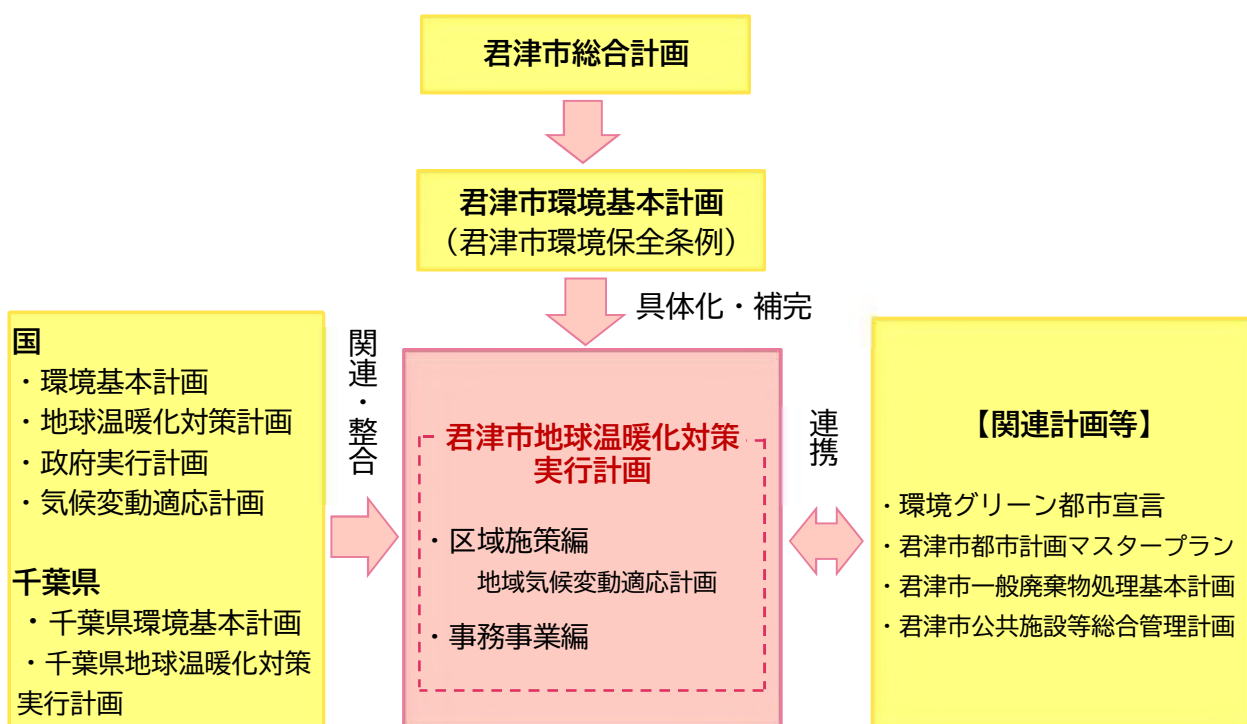 君津市総合計画
君津市環境基本計画
（君津市環境保全条例）
具体化・補完
国
・環境基本計画
・地球温暖化対策計画
・政府実行計画
・気候変動適応計画
千葉県
・千葉県環境基本計画
・千葉県地球温暖化対策
実行計画
関連・整合
君津市地球温暖化対策
実行計画
・区域施策編
地域気候変動適応計画
・事務事業編
連携
【関連計画等】
・環境グリーン都市宣言
・君津市都市計画マスタープラン
・君津市一般廃棄物処理基本計画
・君津市公共施設等総合管理計画